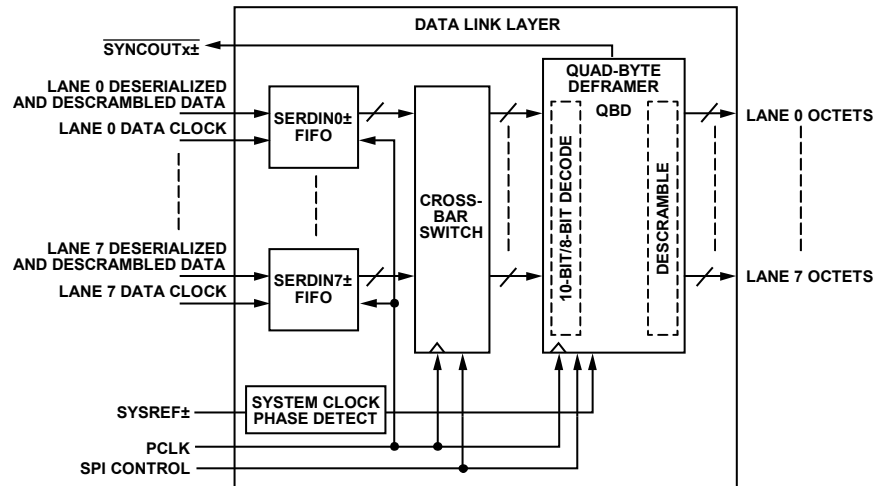 DATA LINK LAYER
SYNCOUTx±
LANE 0 DESERIALIZED
AND DESCRAMBLED DATA
LANE 0 DATA CLOCK
SERDIN0±
FIFO
LANE 7 DESERIALIZED
AND DESCRAMBLED DATA
LANE 7 DATA CLOCK
SERDIN7±
FIFO
CROSS-
BAR
SWITCH
QUAD-BYTE
DEFRAMER
QBD
10-BIT/8-BIT DECODE
DESCRAMBLE
LANE 0 OCTETS
LANE 7 OCTETS
SYSREF±
SYSTEM CLOCK
PHASE DETECT
PCLK
SPI CONTROL